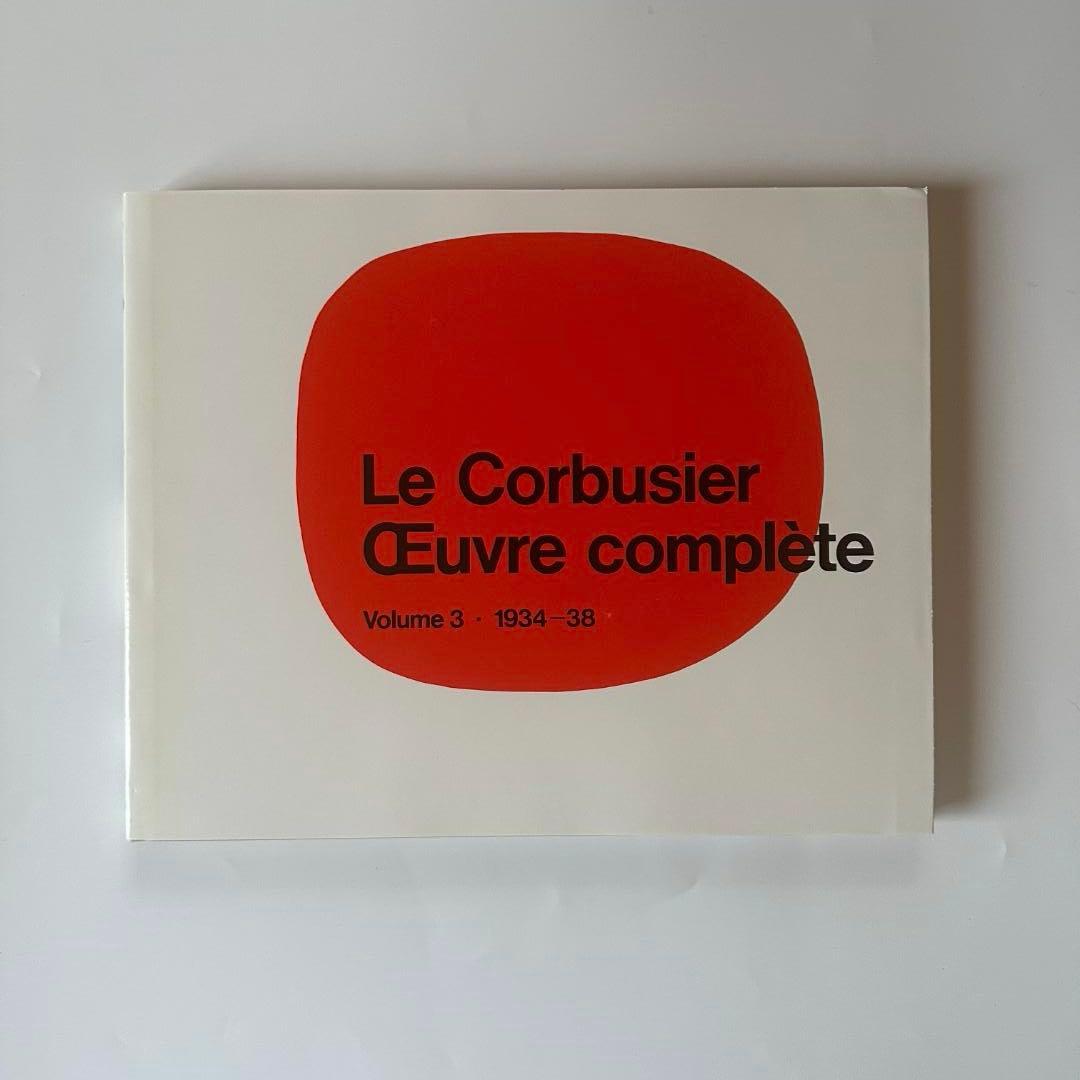 Le Corbusier
Œuvre complète
Volume 3 · 1934–38